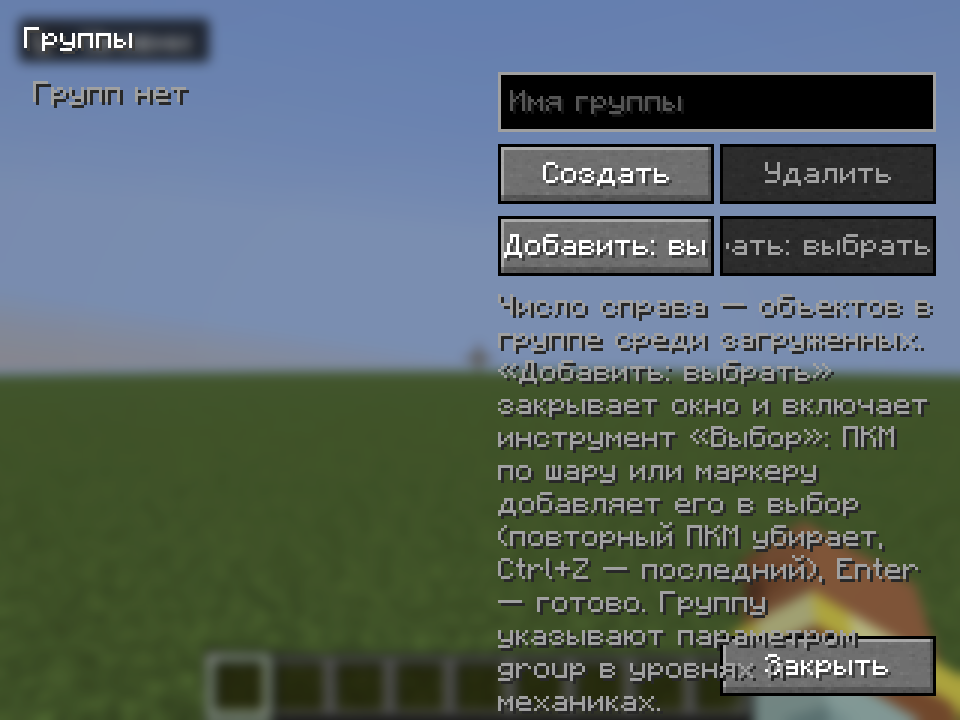 Группы
Групп нет
Имя группы
Создать
Удалить
Добавить: вы
ать: выбрать
Число справа — объектов в
группе среди загруженных.
«Добавить: выбрать»
закрывает окно и включает
инструмент «Выбор»: ПКМ
по шару или маркеру
добавляет его в выбор
(повторный ПКМ убирает,
Ctrl+Z — последний), Enter
— готово. Группу
указывают параметром
group в уровнях и
механиках.
Закрыть